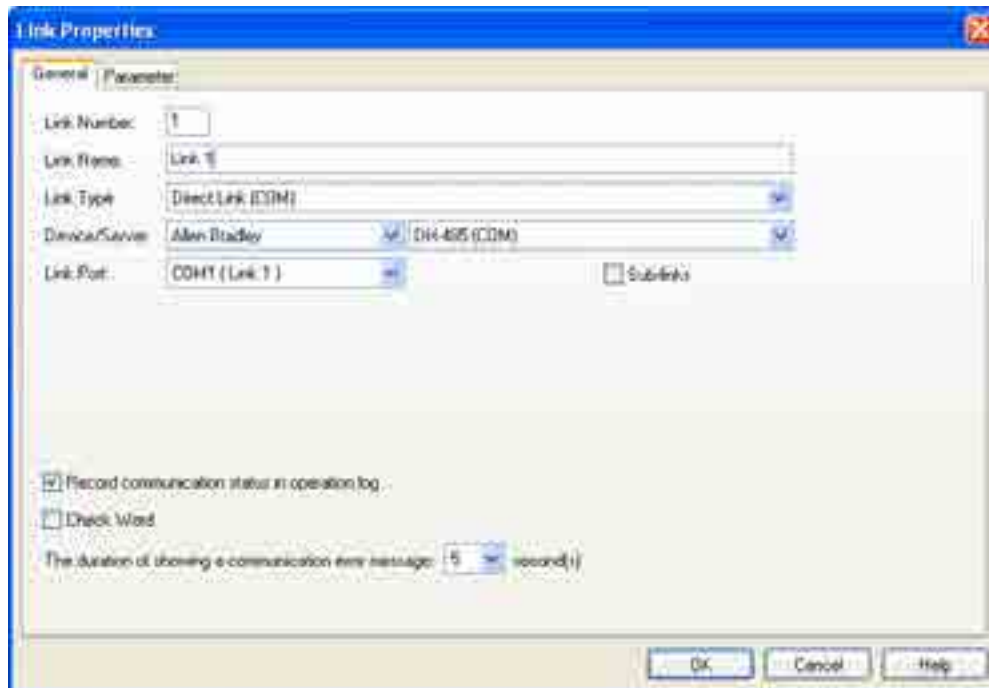 Link Properties
General Parameter
Link Number: 1
Link Name: Link 1
Link Type Direct Link (COM)
Device/Server Allen Bradley DH-485 (COM)
Link Port COM1 ( Link 1 ) Sub-links
Record communication status in operation log
Check Word
The duration of showing a communication error message: 5 second(s)
OK Cancel Help